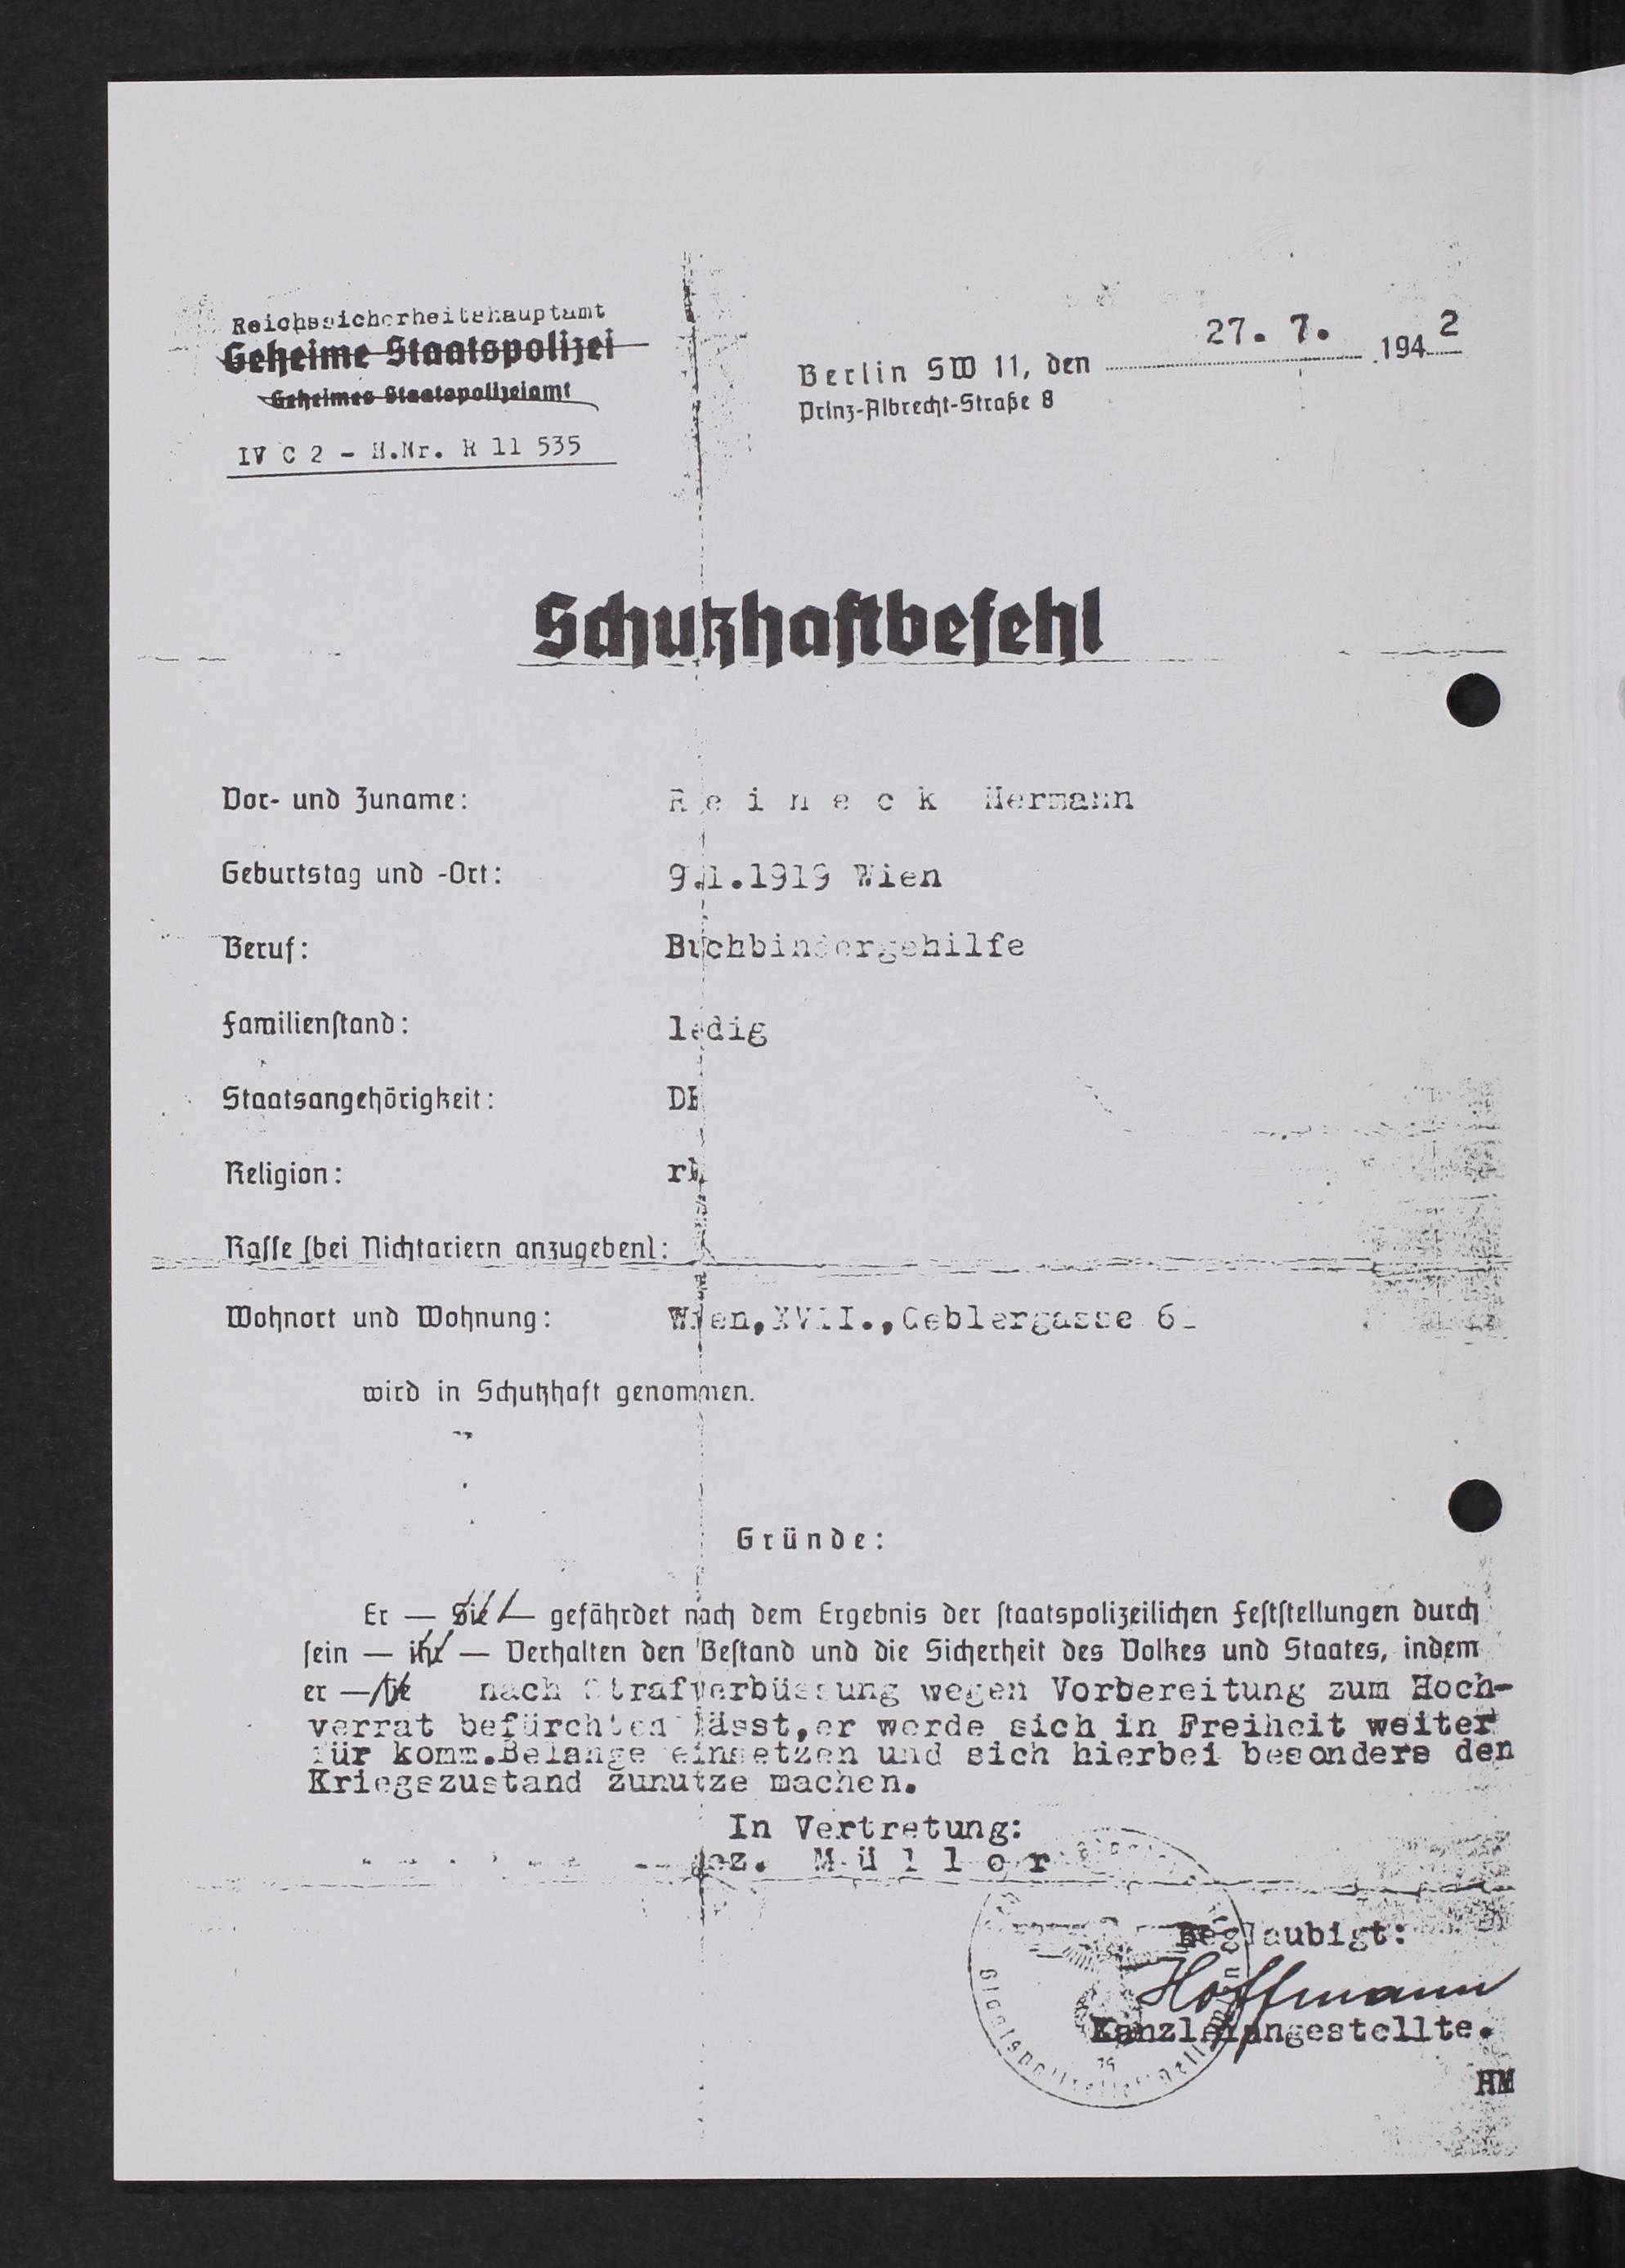 Reichssicherheitshauptamt
Geheime Staatspolizei
Geheimes Staatspolizeiamt
IV C 2 - H.Nr. R 11 535
Berlin SW 11, den 27. 7. 1942
Prinz-Albrecht-Straße 8
Schutzhaftbefehl
Vor- und Zuname: Reineck Hermann
Geburtstag und -Ort: 9.1.1919 Wien
Beruf: Buchbindergehilfe
Familienstand: ledig
Staatsangehörigkeit: DR
Religion: rk
Rasse (bei Nichtariern anzugeben):
Wohnort und Wohnung: Wien,XVII.,Geblergasse
wird in Schutzhaft genommen.
Gründe:
Er — Sie — gefährdet nach dem Ergebnis der staatspolizeilichen Feststellungen durch
sein — ihr — Verhalten den Bestand und die Sicherheit des Volkes und Staates, indem
er — sie nach Strafverbüssung wegen Vorbereitung zum Hoch-
verrat befürchten lässt,er werde sich in Freiheit weiter
für komm.Belange einsetzen und sich hierbei besonders den
Kriegszustand zunutze machen.
In Vertretung:
gez. Müller
Beglaubigt:
Hoffmann
Kanzleiangestellte.
HM